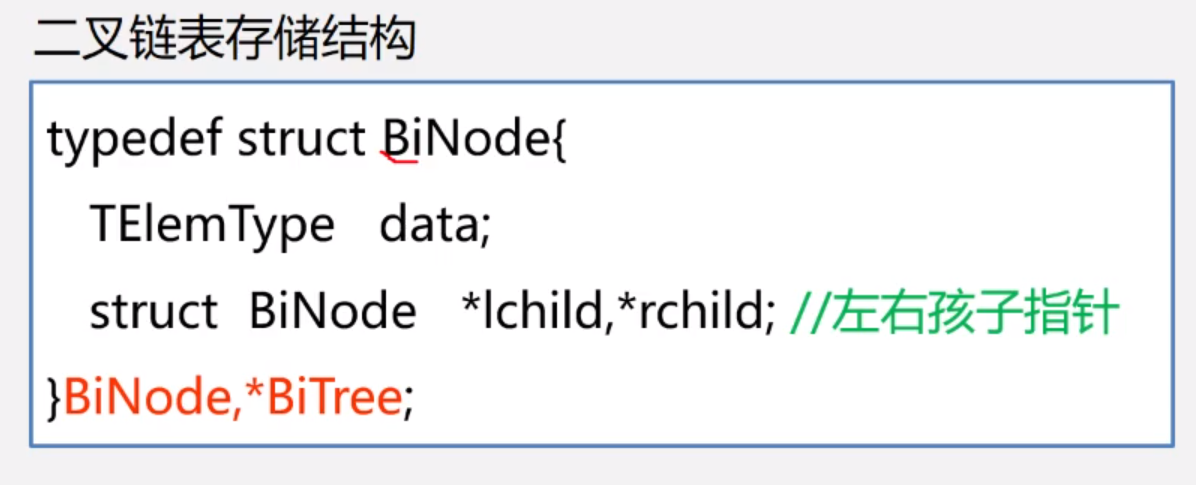 二叉链表存储结构
typedef struct BiNode{
TElemType data;
struct BiNode *lchild,*rchild; //左右孩子指针
}BiNode,*BiTree;